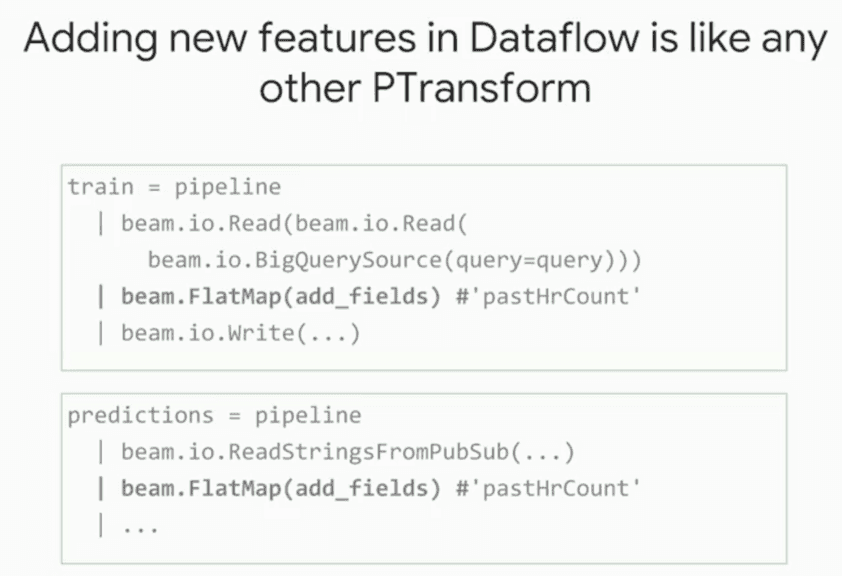 Adding new features in Dataflow is like any
other PTransform
train = pipeline
| beam.io.Read(beam.io.Read(
beam.io.BigQuerySource(query=query)))
| beam.FlatMap(add_fields) #'pastHrCount'
| beam.io.Write(...)
predictions = pipeline
| beam.io.ReadStringsFromPubSub(...)
| beam.FlatMap(add_fields) #'pastHrCount'
| ...